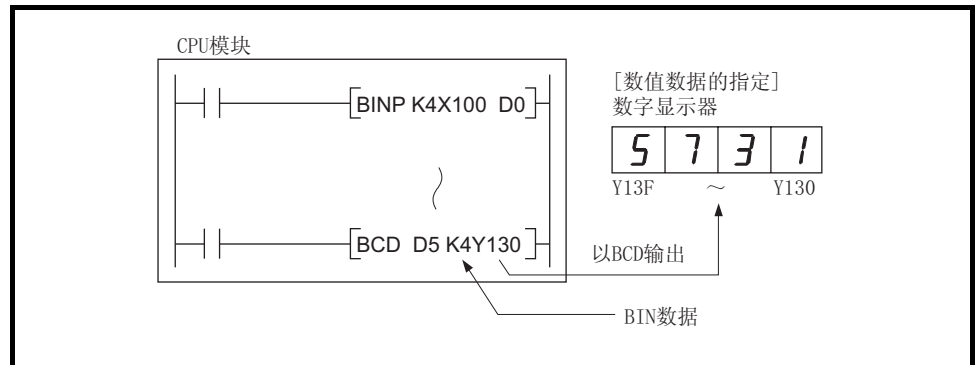 CPU模块
BINP K4X100 D0
[数值数据的指定]
数字显示器
5 7 3 1
Y13F ～ Y130
BCD D5 K4Y130
以BCD输出
BIN数据